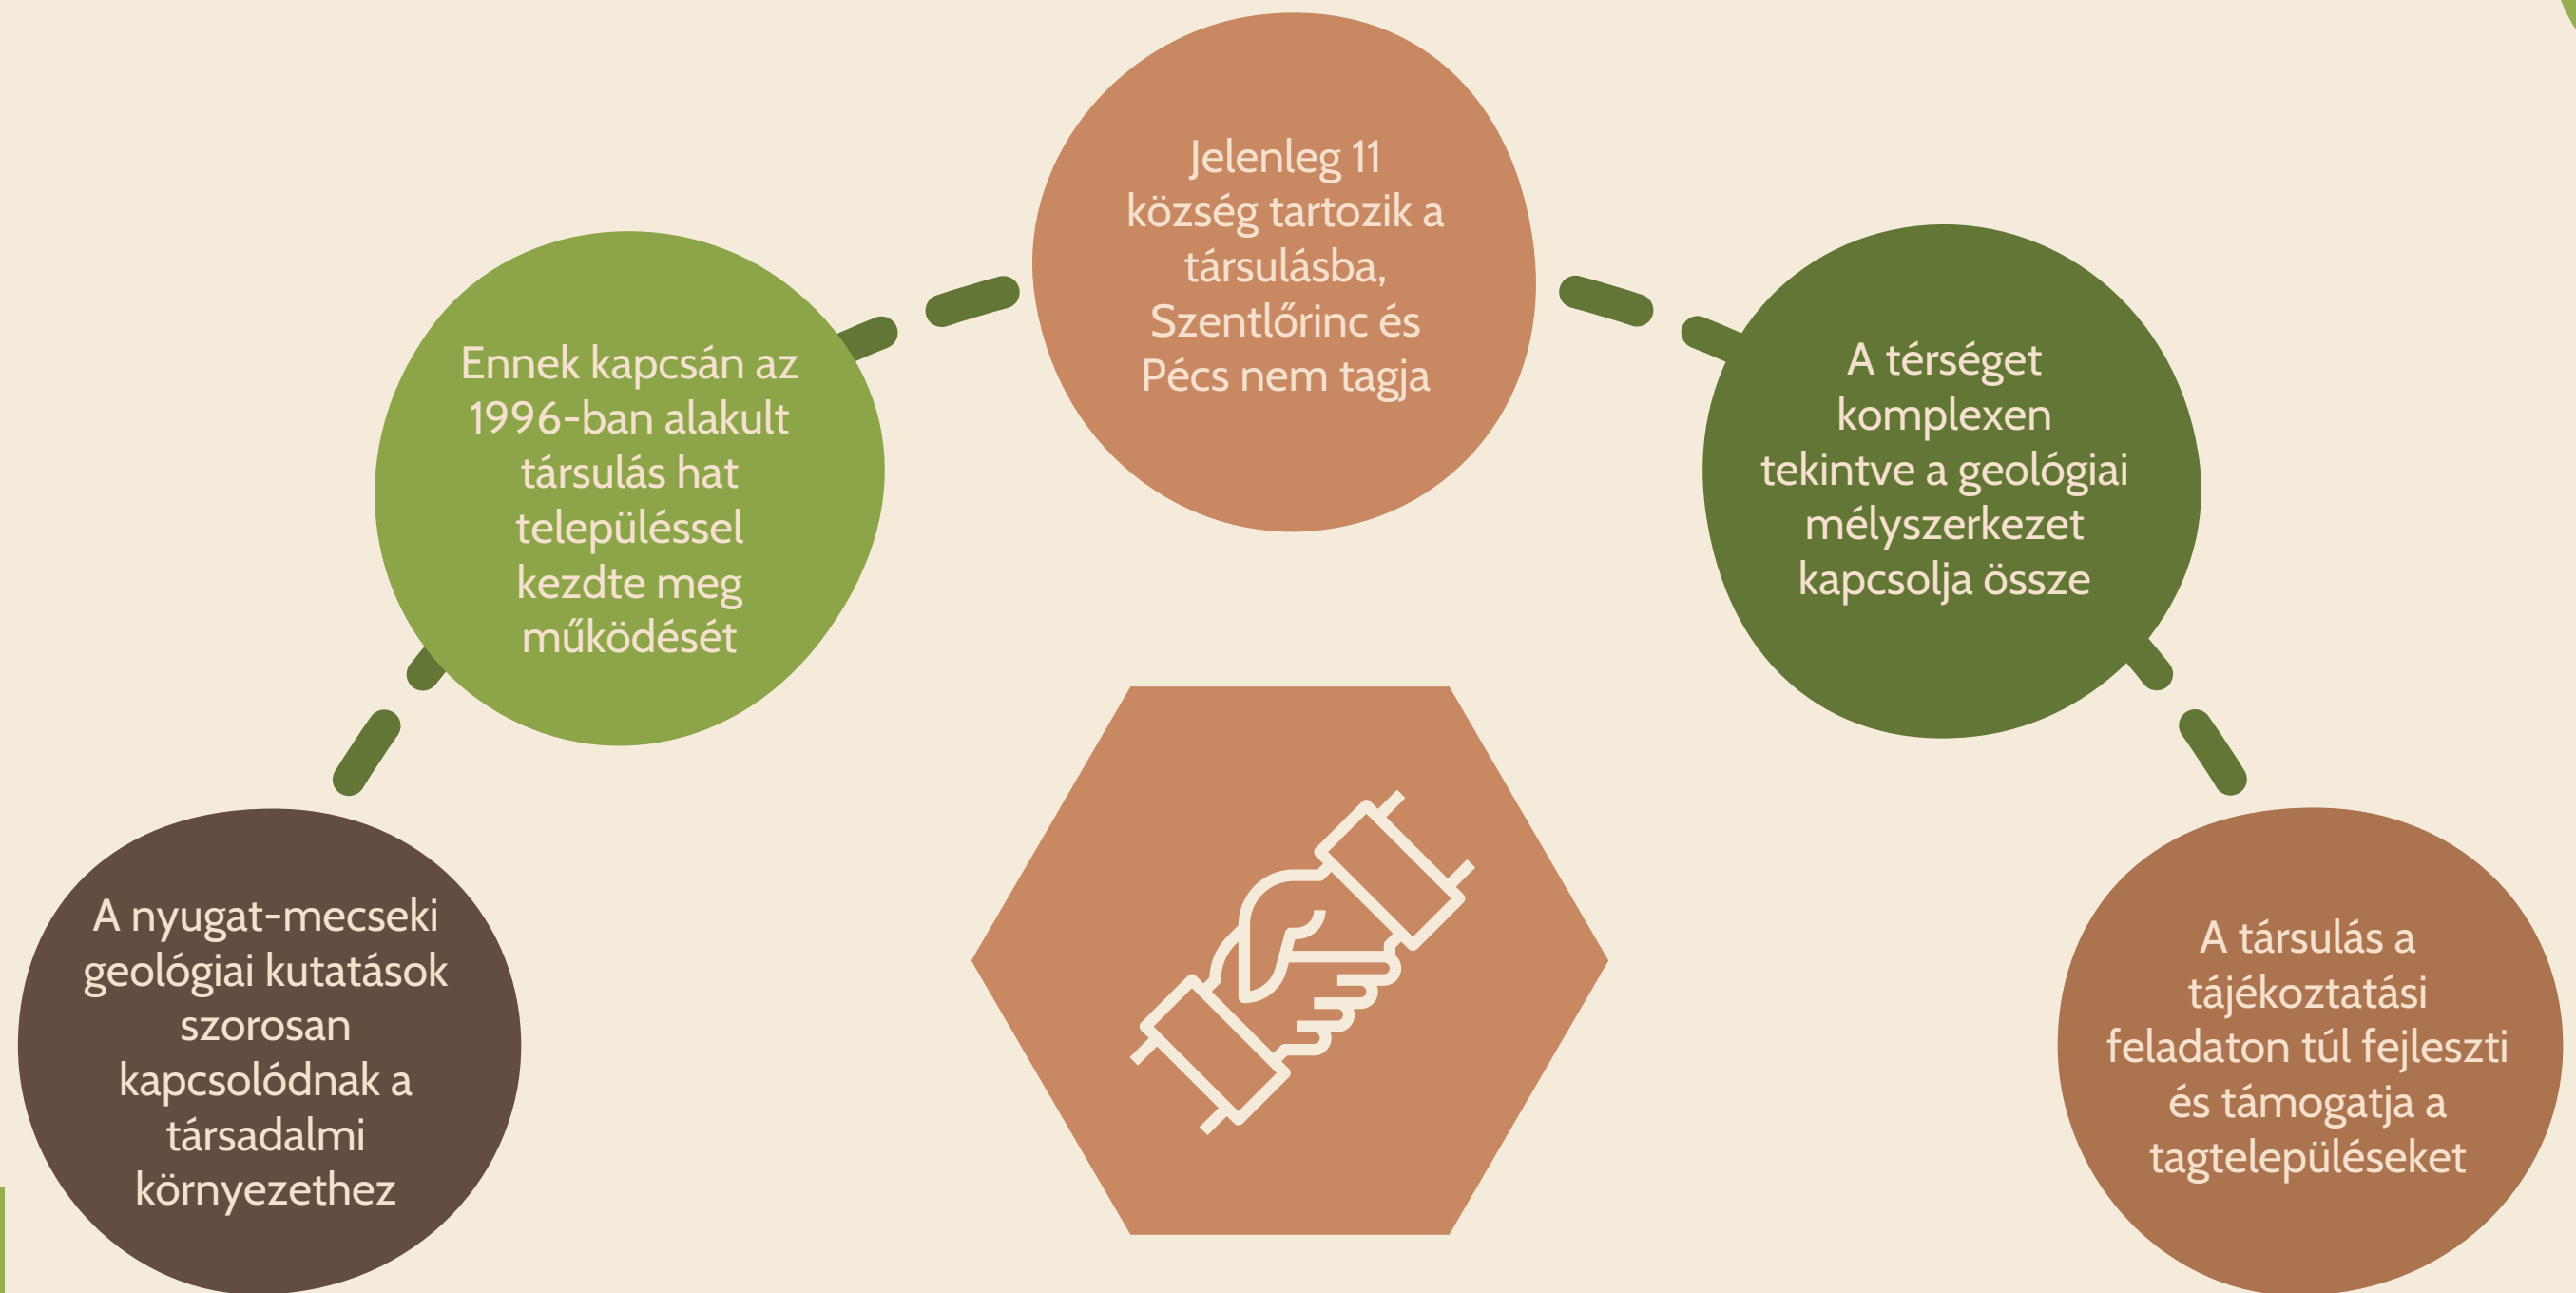 A nyugat-mecseki
geológiai kutatások
szorosan
kapcsolódnak a
társadalmi
környezethez
Ennek kapcsán az
1996-ban alakult
társulás hat
településsel
kezdte meg
működését
Jelenleg 11
község tartozik a
társulásba,
Szentlőrinc és
Pécs nem tagja
A térséget
komplexen
tekintve a geológiai
mélyszerkezet
kapcsolja össze
A társulás a
tájékoztatási
feladaton túl fejleszti
és támogatja a
tagtelepüléseket